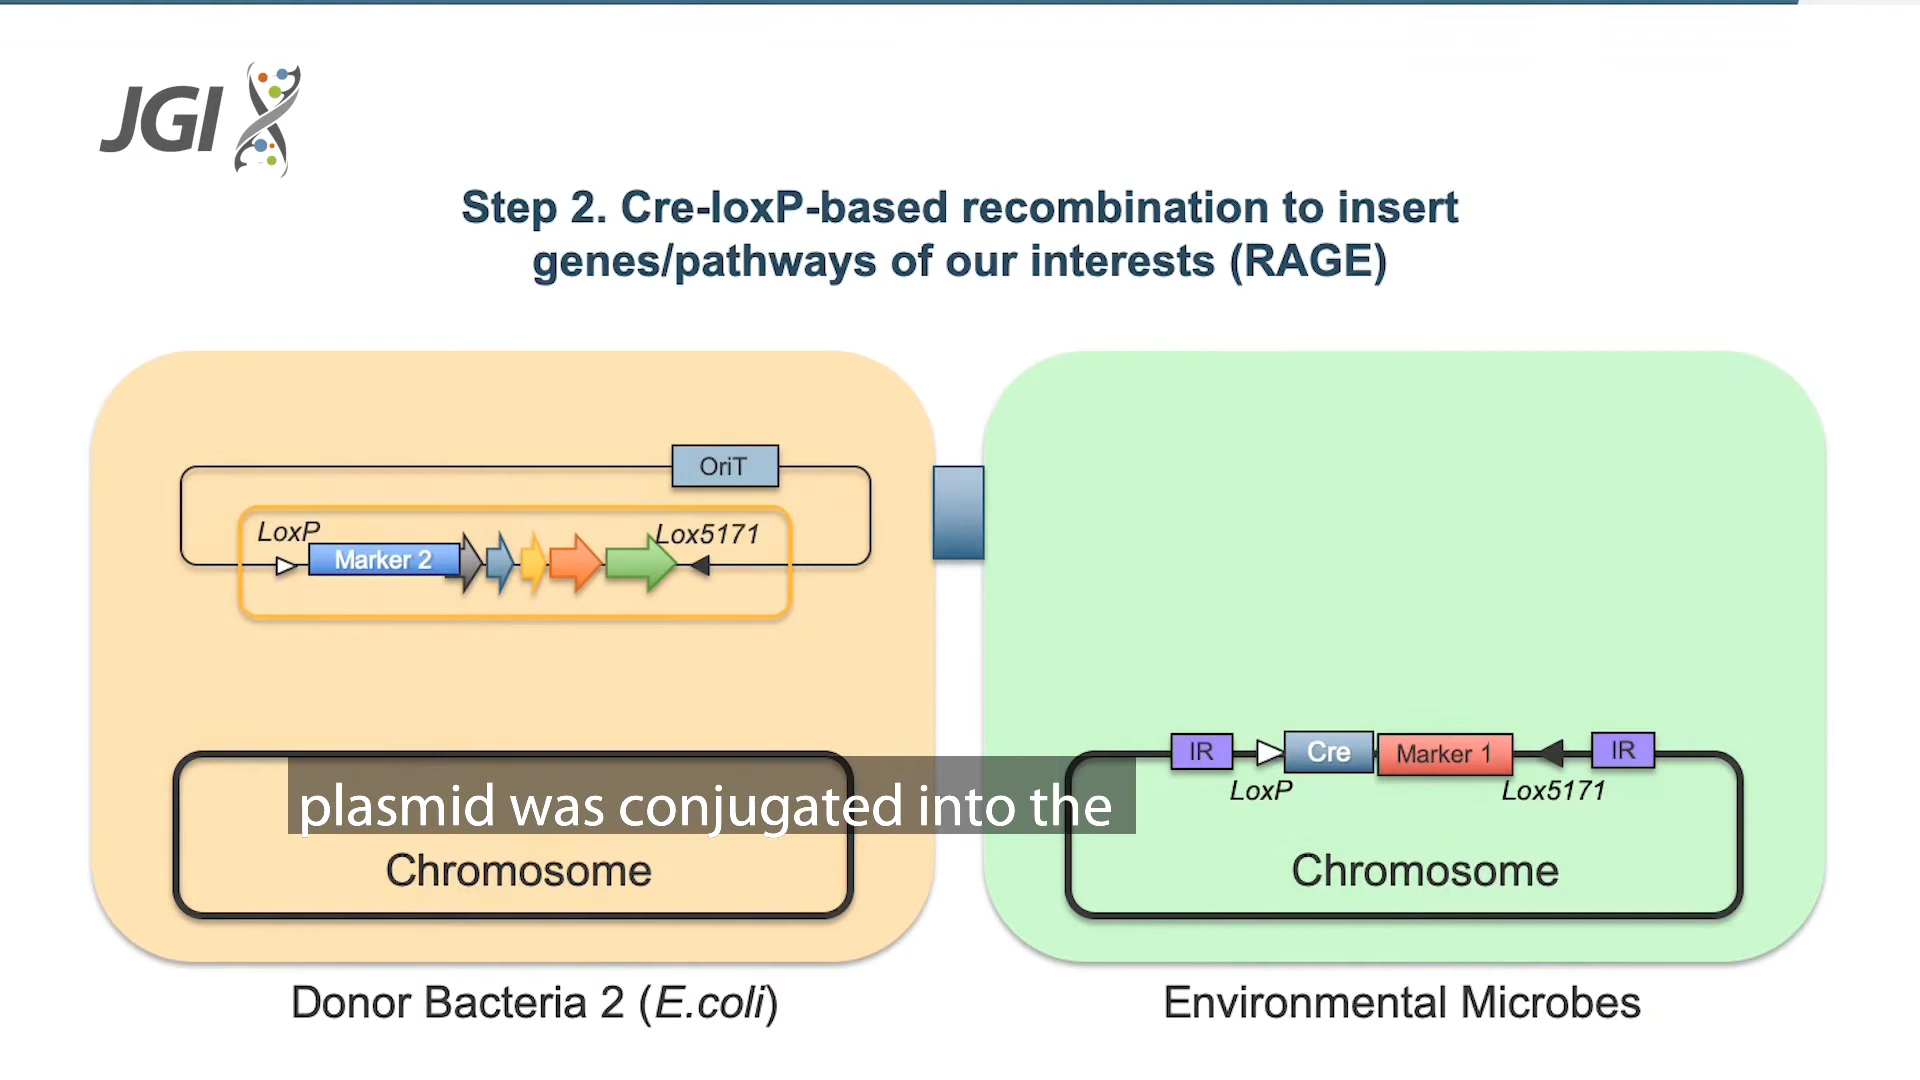 JGI
Step 2. Cre-loxP-based recombination to insert
genes/pathways of our interests (RAGE)
OriT
LoxP
Lox5171
Marker 2
IR
Cre
Marker 1
IR
LoxP
Lox5171
plasmid was conjugated into the
Chromosome
Chromosome
Donor Bacteria 2 (E.coli)
Environmental Microbes